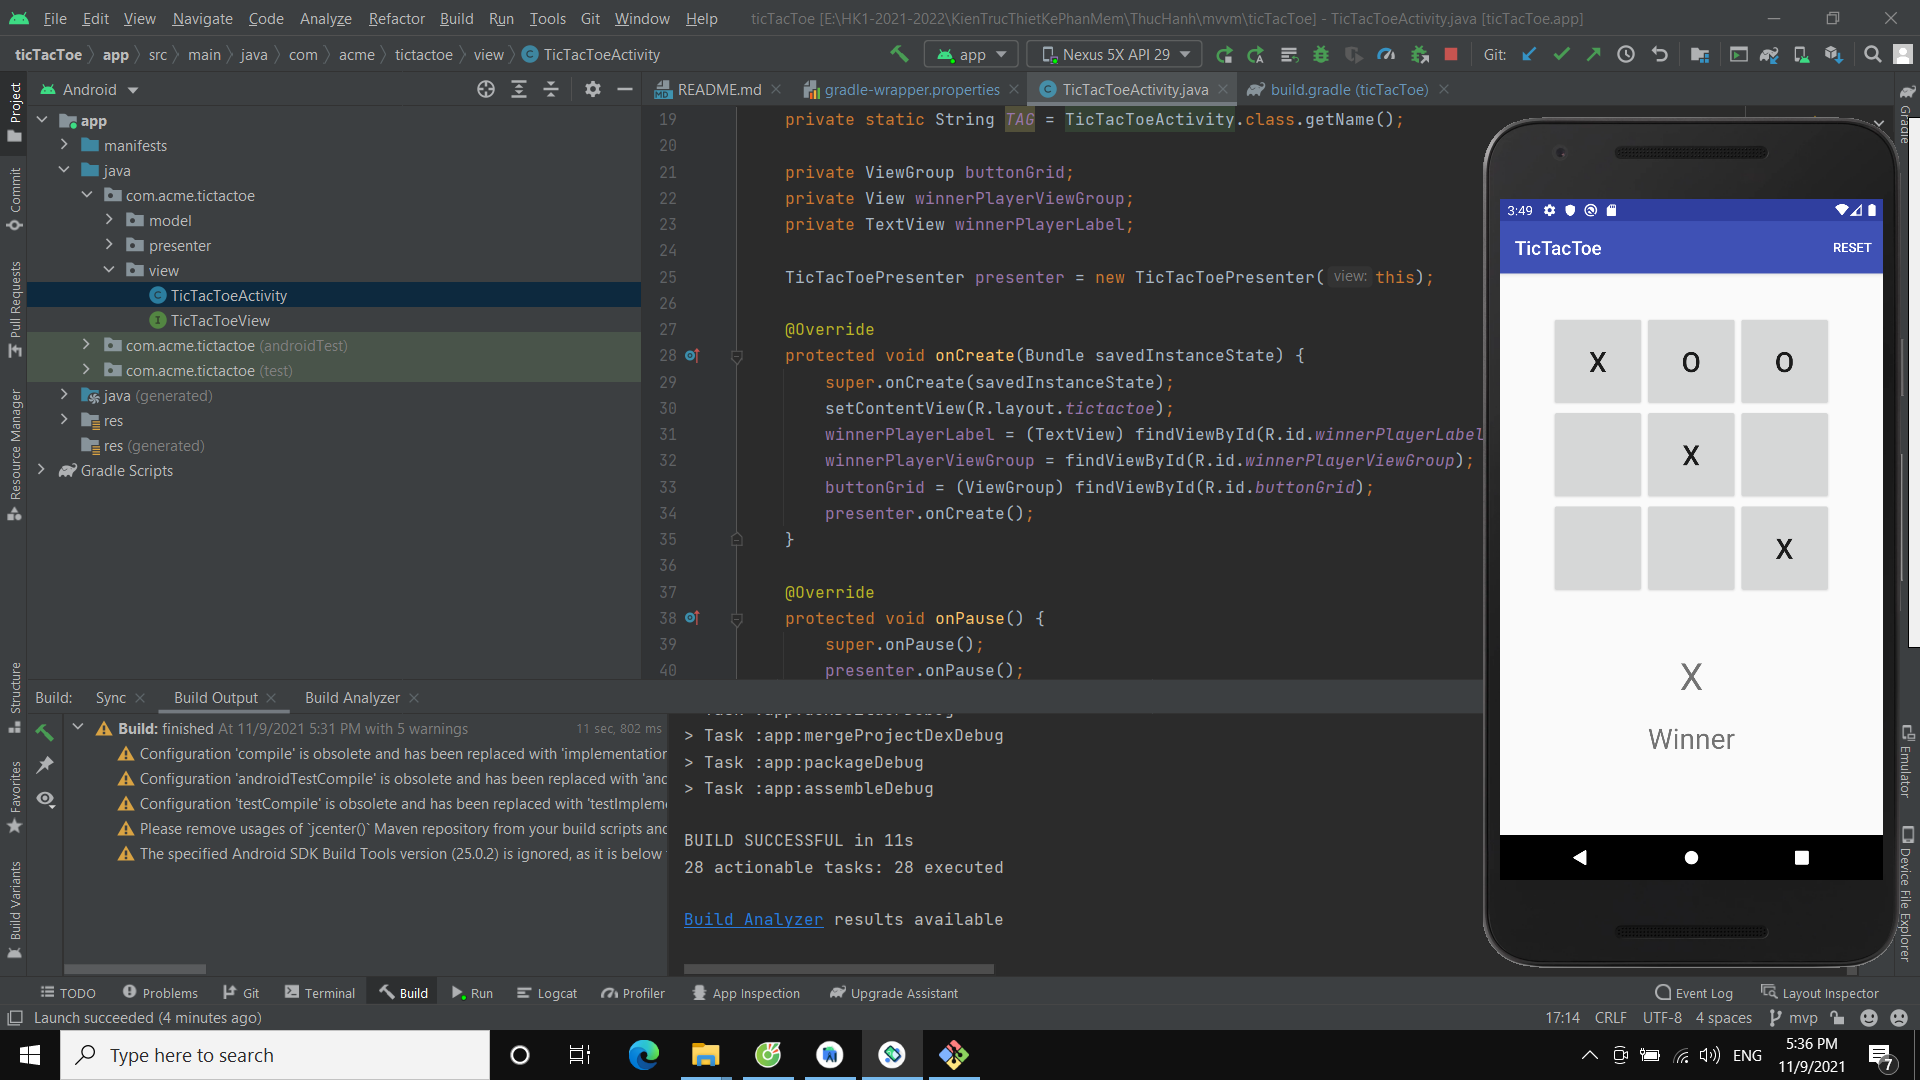 File Edit View Navigate Code Analyze Refactor Build Run Tools Git Window Help ticTacToe [E:\HK1-2021-2022\KienTrucThietKePhanMem\ThucHanh\mvvm\ticTacToe] - TicTacToeActivity.java [ticTacToe.app]
ticTacToe app src main java com acme tictactoe view TicTacToeActivity app Nexus 5X API 29 Git:
Project
Commit
Pull Requests
Resource Manager
Structure
Favorites
Build Variants
Android
app
manifests
java
com.acme.tictactoe
model
presenter
view
TicTacToeActivity
TicTacToeView
com.acme.tictactoe (androidTest)
com.acme.tictactoe (test)
java (generated)
res
res (generated)
Gradle Scripts
README.md gradle-wrapper.properties TicTacToeActivity.java build.gradle (ticTacToe)
19 private static String TAG = TicTacToeActivity.class.getName();
20
21 private ViewGroup buttonGrid;
22 private View winnerPlayerViewGroup;
23 private TextView winnerPlayerLabel;
24
25 TicTacToePresenter presenter = new TicTacToePresenter( view: this);
26
27 @Override
28 protected void onCreate(Bundle savedInstanceState) {
29 super.onCreate(savedInstanceState);
30 setContentView(R.layout.tictactoe);
31 winnerPlayerLabel = (TextView) findViewById(R.id.winnerPlayerLabel
32 winnerPlayerViewGroup = findViewById(R.id.winnerPlayerViewGroup);
33 buttonGrid = (ViewGroup) findViewById(R.id.buttonGrid);
34 presenter.onCreate();
35 }
36
37 @Override
38 protected void onPause() {
39 super.onPause();
40 presenter.onPause();
Gradle
Emulator
Device File Explorer
3:49
TicTacToe RESET
X O O
X
X
X
Winner
Build: Sync Build Output Build Analyzer
Build: finished At 11/9/2021 5:31 PM with 5 warnings 11 sec, 802 ms
Configuration 'compile' is obsolete and has been replaced with 'implementation
Configuration 'androidTestCompile' is obsolete and has been replaced with 'anc
Configuration 'testCompile' is obsolete and has been replaced with 'testImpleme
Please remove usages of `jcenter()` Maven repository from your build scripts and
The specified Android SDK Build Tools version (25.0.2) is ignored, as it is below
> Task :app:mergeProjectDexDebug
> Task :app:packageDebug
> Task :app:assembleDebug
BUILD SUCCESSFUL in 11s
28 actionable tasks: 28 executed
Build Analyzer results available
TODO Problems Git Terminal Build Run Logcat Profiler App Inspection Upgrade Assistant Event Log Layout Inspector
Launch succeeded (4 minutes ago) 17:14 CRLF UTF-8 4 spaces mvp
Type here to search
ENG
5:36 PM
11/9/2021
7